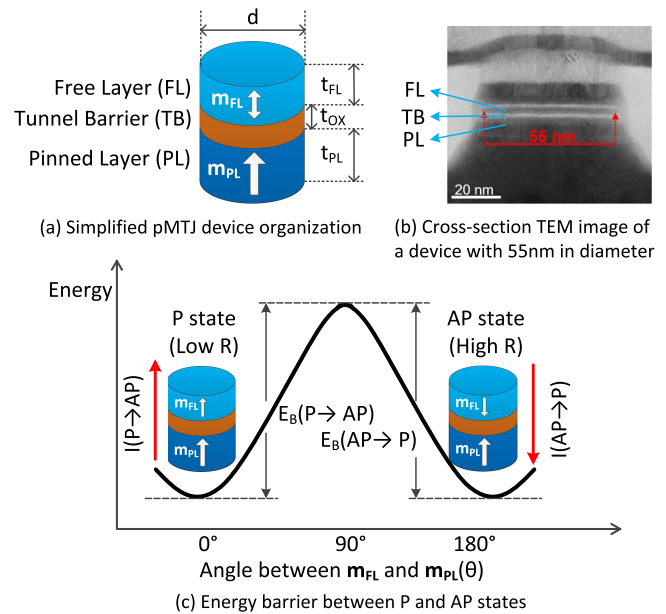 d
Free Layer (FL)
Tunnel Barrier (TB)
Pinned Layer (PL)
m_FL
m_PL
t_FL
t_OX
t_PL
(a) Simplified pMTJ device organization
FL
TB
PL
55 nm
20 nm
(b) Cross-section TEM image of
a device with 55nm in diameter
Energy
P state
(Low R)
AP state
(High R)
I(P→AP)
m_FL
m_PL
E_B(P→ AP)
E_B(AP→ P)
m_FL
m_PL
I(AP→P)
0°
90°
180°
Angle between m_FL and m_PL(θ)
(c) Energy barrier between P and AP states